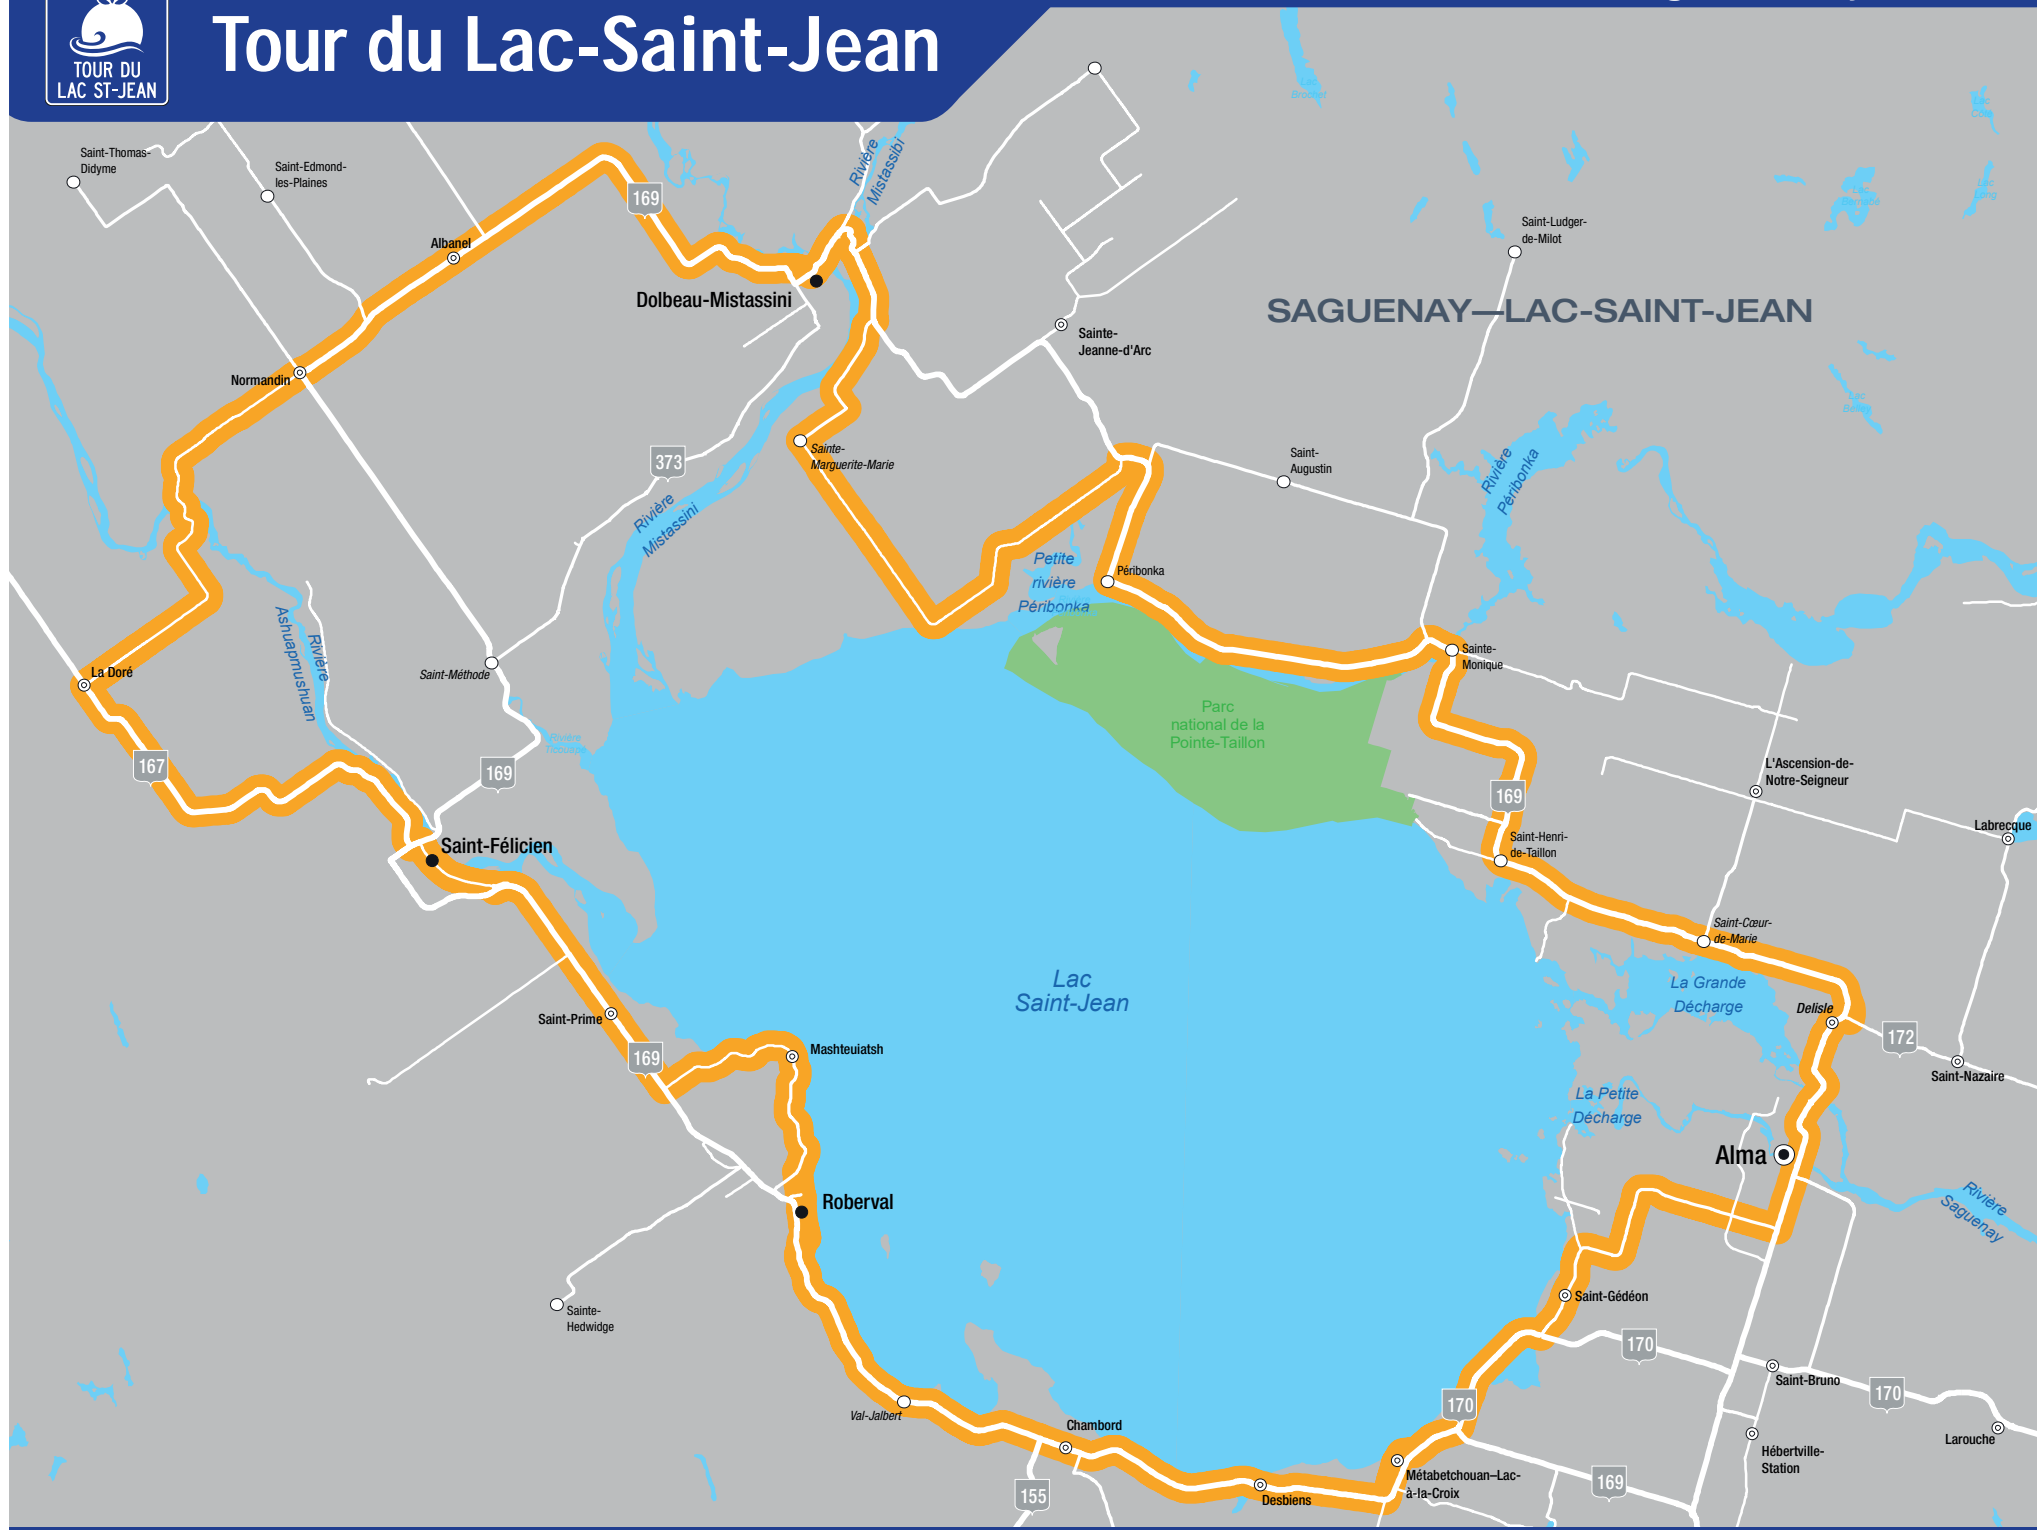 TOUR DU
LAC ST-JEAN
Tour du Lac-Saint-Jean
Lac
Brochet
Lac
Long
Saint-Thomas-
Didyme
Saint-Edmond-
les-Plaines
Rivière
Mistassibi
169
Albanel
Saint-Ludger-
de-Milot
Dolbeau-Mistassini
SAGUENAY—LAC-SAINT-JEAN
Sainte-
Jeanne-d'Arc
Normandin
Sainte-
Marguerite-Marie
373
Saint-
Augustin
Rivière
Péribonka
Rivière
Mistassini
Petite
rivière
Péribonka
Péribonka
Rivière
Ashuapmushuan
La Doré
Saint-Méthode
Sainte-
Monique
Parc
national de la
Pointe-Taillon
Rivière
Ticouapé
167
169
L'Ascension-de-
Notre-Seigneur
169
Labrecque
Saint-Henri-
de-Taillon
Saint-Félicien
Saint-Cœur-
de-Marie
Lac
Saint-Jean
La Grande
Décharge
Delisle
Saint-Prime
172
Mashteuiatsh
169
Saint-Nazaire
La Petite
Décharge
Alma
Roberval
Rivière
Saguenay
Saint-Gédéon
Sainte-
Hedwidge
170
Saint-Bruno
170
170
Val-Jalbert
Chambord
Larouche
Hébertville-
Station
Métabetchouan–Lac-
à-la-Croix
169
155
Desbiens